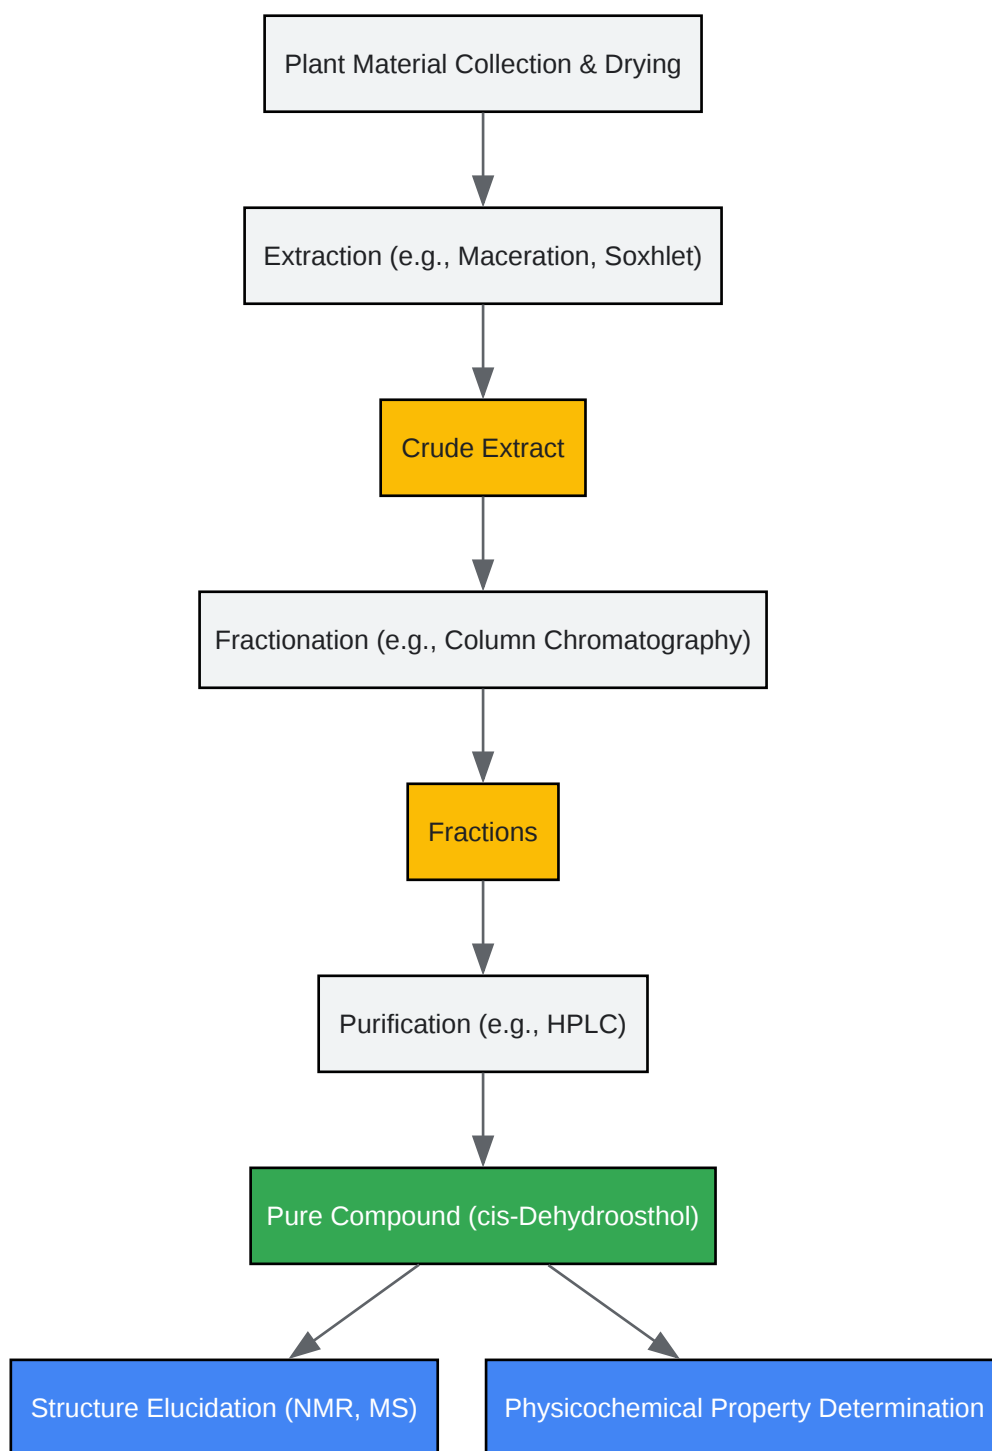 Plant Material Collection & Drying
Extraction (e.g., Maceration, Soxhlet)
Crude Extract
Fractionation (e.g., Column Chromatography)
Fractions
Purification (e.g., HPLC)
Pure Compound (cis-Dehydroosthol)
Structure Elucidation (NMR, MS)
Physicochemical Property Determination